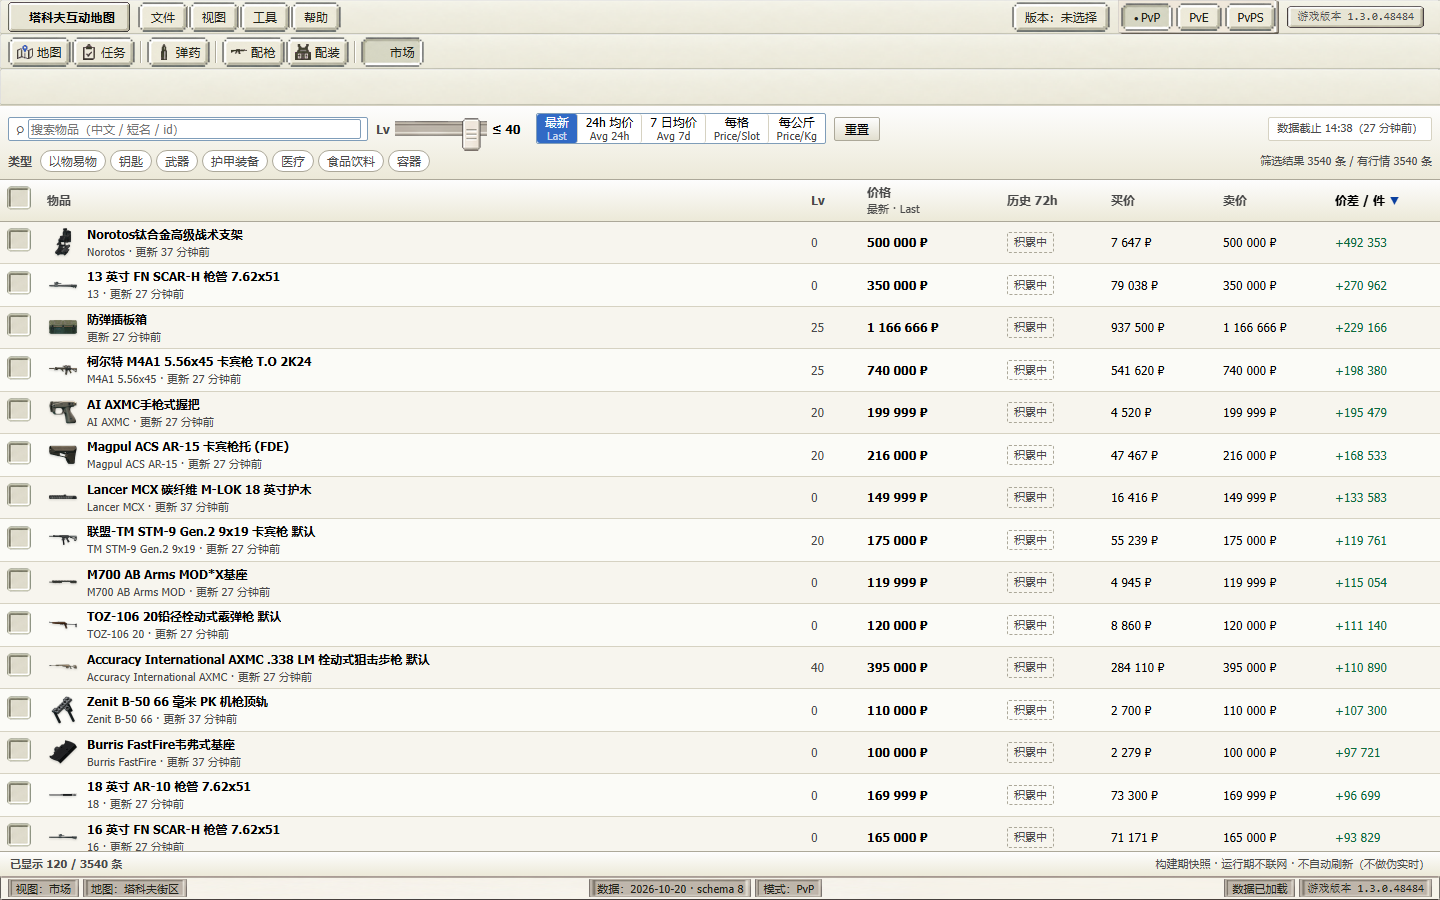 塔科夫互动地图 文件 视图 工具 帮助 版本: 未选择 •PvP PvE PvPS 游戏版本 1.3.0.48484
地图 任务 弹药 配枪 配装 市场
搜索物品 (中文 / 短名 / id) Lv ≤ 40 最新 24h 均价 7 日均价 每格 每公斤 重置 数据截止 14:38 (27 分钟前)
Last Avg 24h Avg 7d Price/Slot Price/Kg
类型 以物易物 钥匙 武器 护甲装备 医疗 食品饮料 容器 筛选结果 3540 条 / 有行情 3540 条
物品 Lv 价格 历史 72h 买价 卖价 价差 / 件 ▼
最新 · Last
Norotos钛合金高级战术支架 0 500 000 ₽ 积累中 7 647 ₽ 500 000 ₽ +492 353
Norotos · 更新 37 分钟前
13 英寸 FN SCAR-H 枪管 7.62x51 0 350 000 ₽ 积累中 79 038 ₽ 350 000 ₽ +270 962
13 · 更新 27 分钟前
防弹插板箱 25 1 166 666 ₽ 积累中 937 500 ₽ 1 166 666 ₽ +229 166
更新 27 分钟前
柯尔特 M4A1 5.56x45 卡宾枪 T.O 2K24 25 740 000 ₽ 积累中 541 620 ₽ 740 000 ₽ +198 380
M4A1 5.56x45 · 更新 27 分钟前
AI AXMC手枪式握把 20 199 999 ₽ 积累中 4 520 ₽ 199 999 ₽ +195 479
AI AXMC · 更新 27 分钟前
Magpul ACS AR-15 卡宾枪托 (FDE) 20 216 000 ₽ 积累中 47 467 ₽ 216 000 ₽ +168 533
Magpul ACS AR-15 · 更新 27 分钟前
Lancer MCX 碳纤维 M-LOK 18 英寸护木 0 149 999 ₽ 积累中 16 416 ₽ 149 999 ₽ +133 583
Lancer MCX · 更新 37 分钟前
联盟-TM STM-9 Gen.2 9x19 卡宾枪 默认 20 175 000 ₽ 积累中 55 239 ₽ 175 000 ₽ +119 761
TM STM-9 Gen.2 9x19 · 更新 27 分钟前
M700 AB Arms MOD*X基座 0 119 999 ₽ 积累中 4 945 ₽ 119 999 ₽ +115 054
M700 AB Arms MOD · 更新 27 分钟前
TOZ-106 20铅径栓动式霰弹枪 默认 0 120 000 ₽ 积累中 8 860 ₽ 120 000 ₽ +111 140
TOZ-106 20 · 更新 27 分钟前
Accuracy International AXMC .338 LM 栓动式狙击步枪 默认 40 395 000 ₽ 积累中 284 110 ₽ 395 000 ₽ +110 890
Accuracy International AXMC · 更新 27 分钟前
Zenit B-50 66 毫米 PK 机枪顶轨 0 110 000 ₽ 积累中 2 700 ₽ 110 000 ₽ +107 300
Zenit B-50 66 · 更新 37 分钟前
Burris FastFire韦弗式基座 0 100 000 ₽ 积累中 2 279 ₽ 100 000 ₽ +97 721
Burris FastFire · 更新 37 分钟前
18 英寸 AR-10 枪管 7.62x51 0 169 999 ₽ 积累中 73 300 ₽ 169 999 ₽ +96 699
18 · 更新 27 分钟前
16 英寸 FN SCAR-H 枪管 7.62x51 0 165 000 ₽ 积累中 71 171 ₽ 165 000 ₽ +93 829
16 · 更新 27 分钟前
已显示 120 / 3540 条 构建期快照 · 运行期不联网 · 不自动刷新 (不做伪实时)
视图: 市场 地图: 塔科夫街区 数据: 2026-10-20 · schema 8 模式: PvP 数据已加载 游戏版本 1.3.0.48484